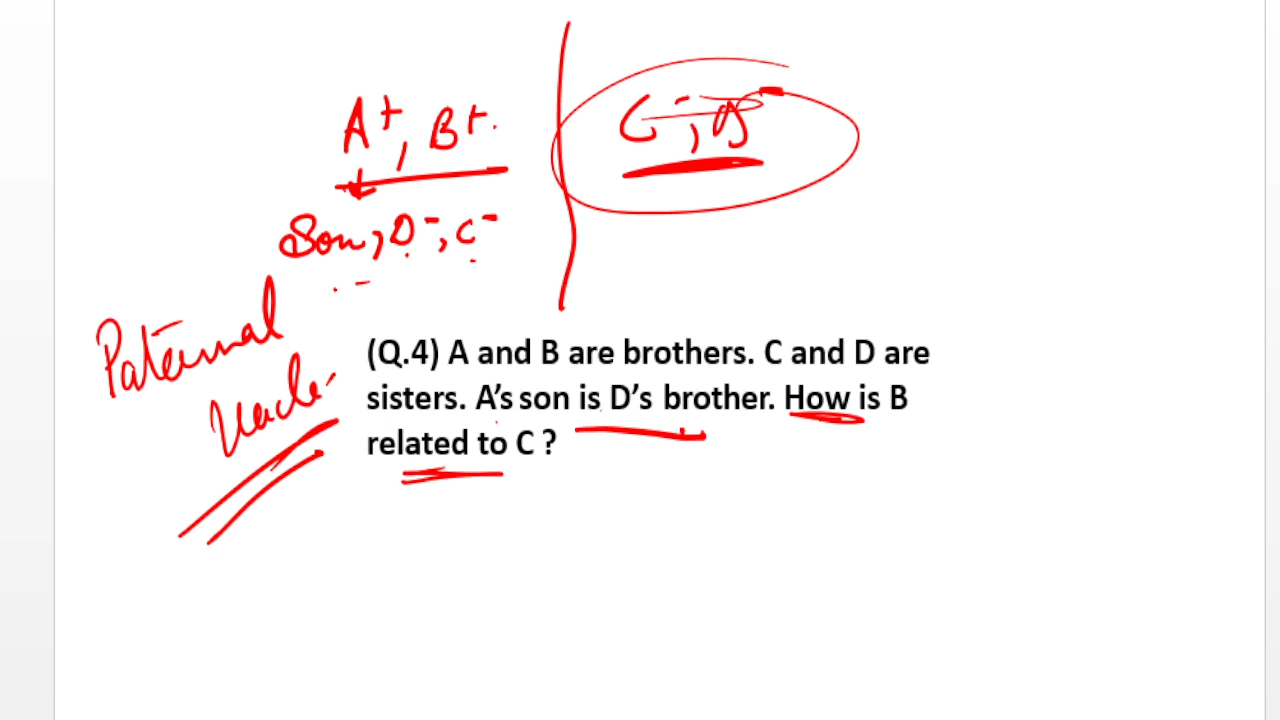 A+, B+.
C-, D-
Son, D-, C-
Paternal
Uncle.
(Q.4) A and B are brothers. C and D are
sisters. A's son is D's brother. How is B
related to C ?